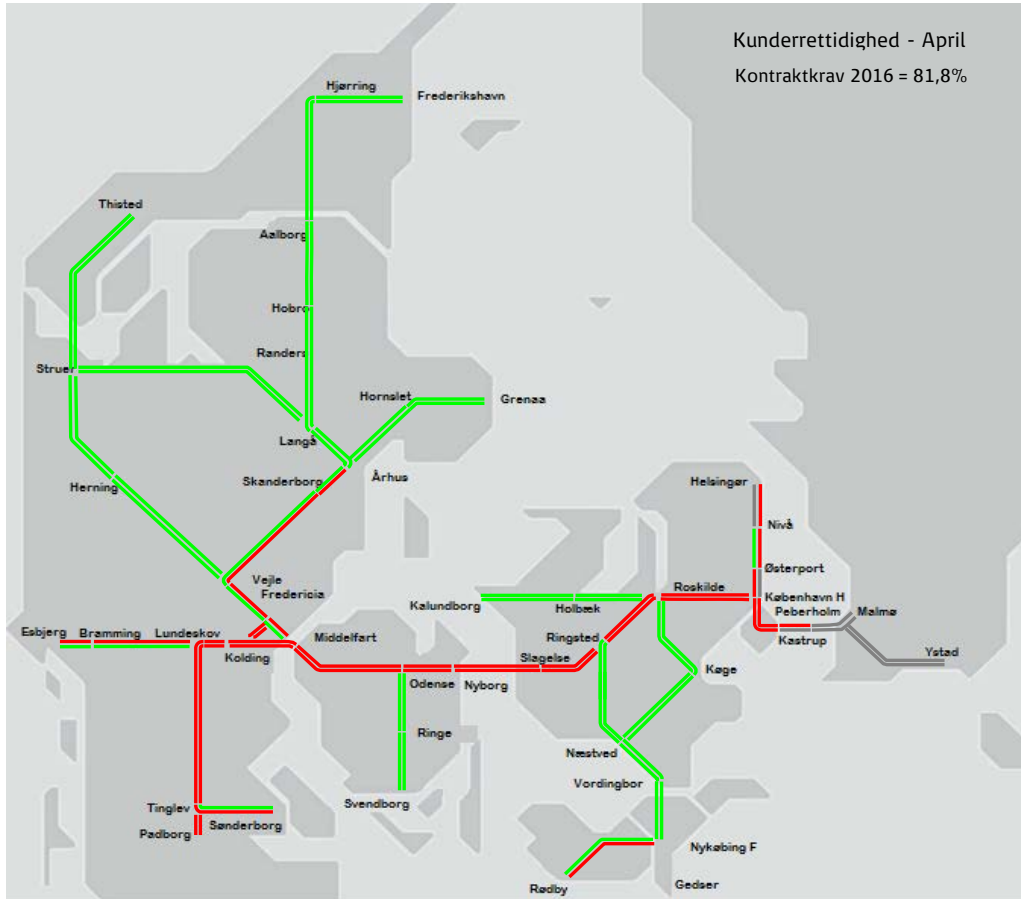 Kunderrettidighed - April
Kontraktkrav 2016 = 81,8%
Hjørring
Frederikshavn
Thisted
Aalborg
Hobro
Randers
Struer
Hornslet
Grenaa
Langå
Århus
Skanderborg
Herning
Helsingør
Nivå
Østerport
Vejle
Fredericia
Roskilde
København H
Kalundborg
Holbæk
Peberholm
Malmø
Esbjerg
Bramming
Lundeskov
Middelfart
Ringsted
Kastrup
Kolding
Slagelse
Ystad
Odense
Nyborg
Køge
Ringe
Næstved
Vordingbor
Svendborg
Tinglev
Sønderborg
Padborg
Nykøbing F
Rødby
Gedser